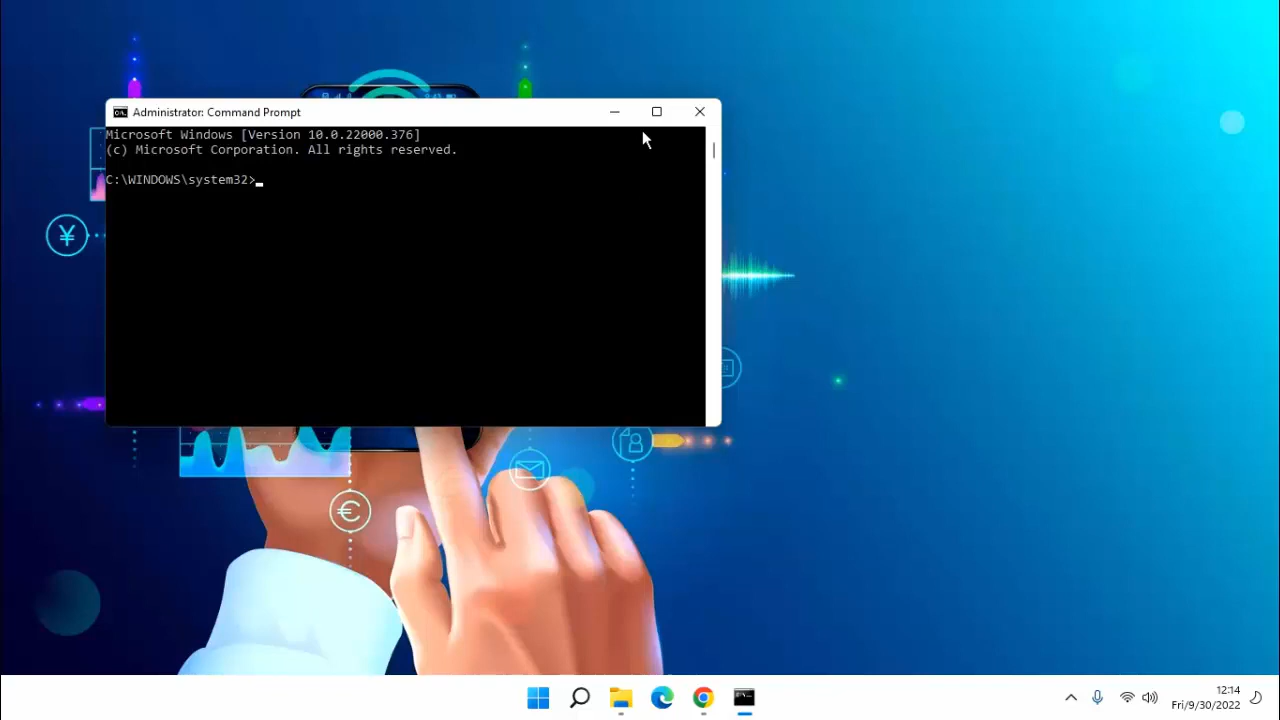 Administrator: Command Prompt
Microsoft Windows [Version 10.0.22000.376]
(c) Microsoft Corporation. All rights reserved.
C:\WINDOWS\system32>
¥
€
12:14
Fri/9/30/2022